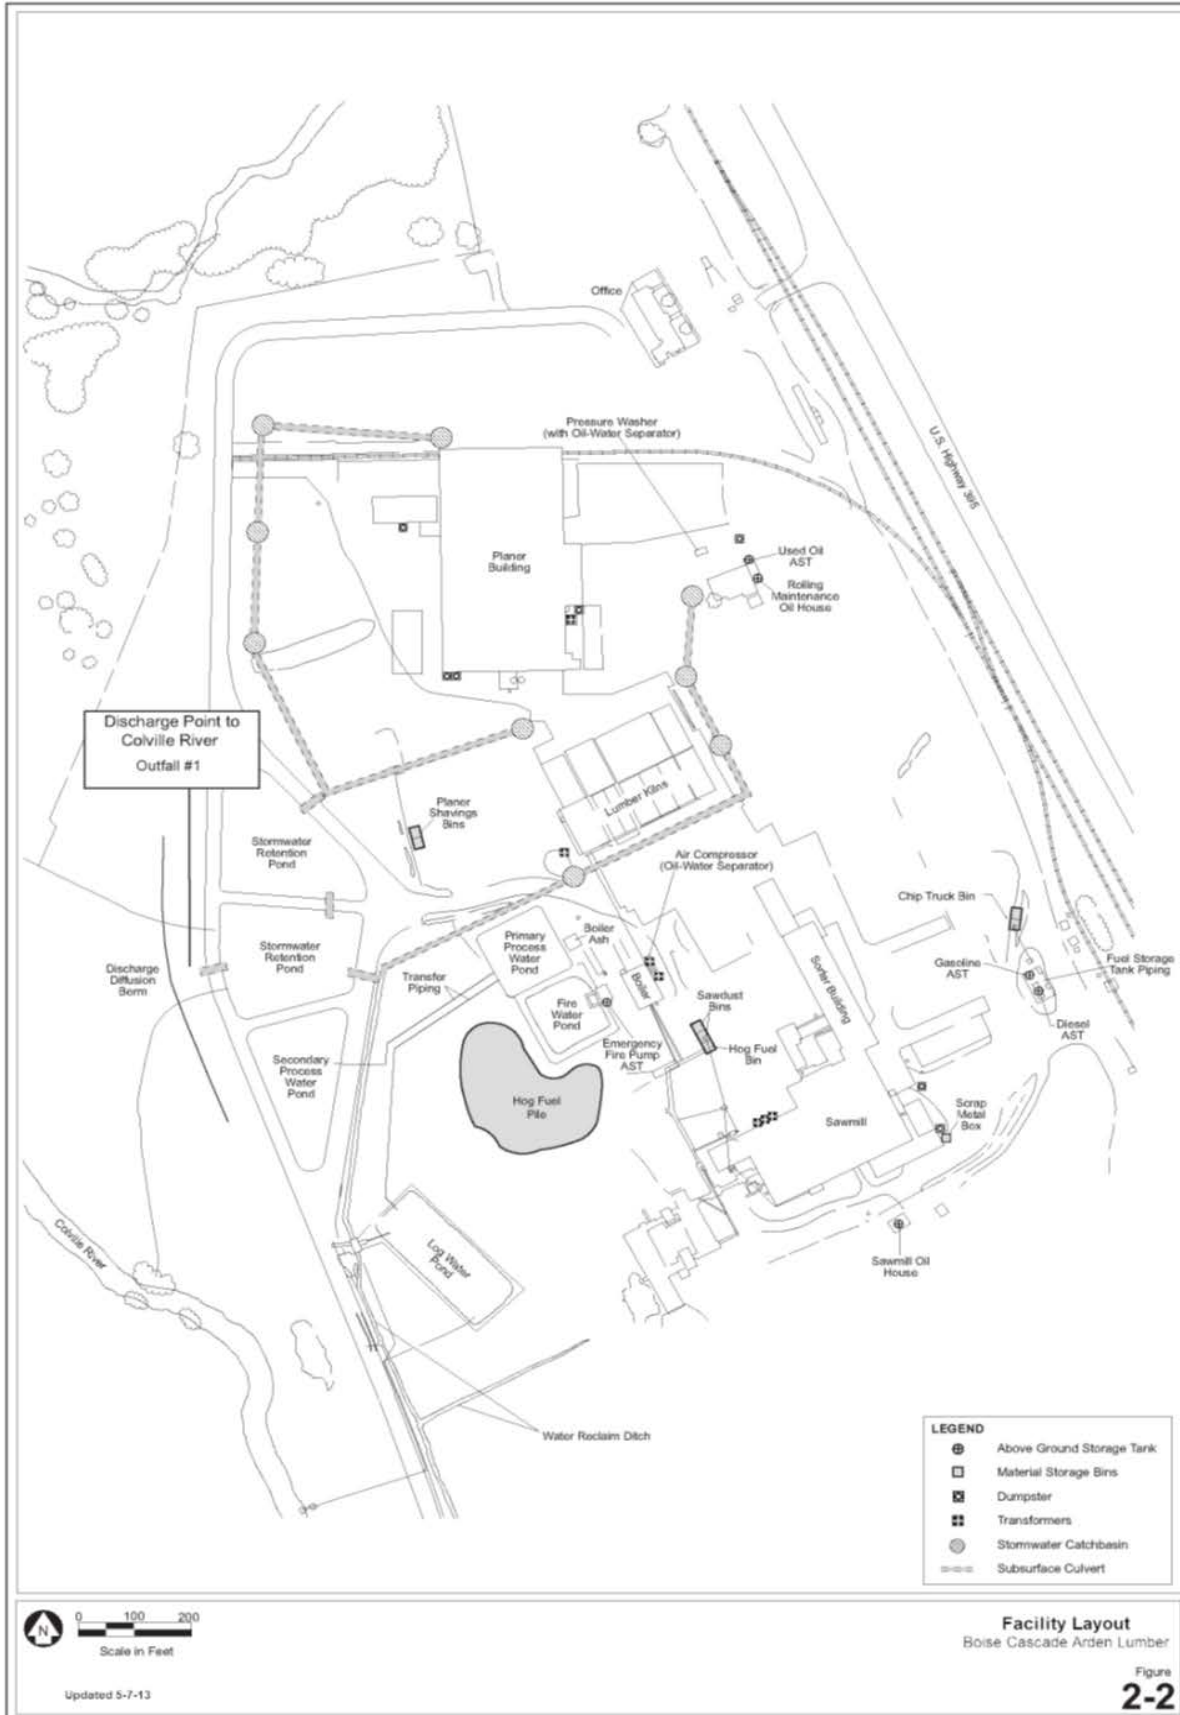 Office
U.S. Highway 395
Pressure Washer
(with Oil-Water Separator)
Planer
Building
Used Oil
AST
Rolling
Maintenance
Oil House
Discharge Point to
Colville River
Outfall #1
Lumber Kilns
Planer
Shavings
Bins
Stormwater
Retention
Pond
Air Compressor
(Oil-Water Separator)
Chip Truck Bin
Boiler
Ash
Primary
Process
Water
Pond
Stormwater
Retention
Pond
Discharge
Diffusion
Berm
Transfer
Piping
Boiler
Sorter Building
Gasoline
AST
Fuel Storage
Tank Piping
Fire
Water
Pond
Sawdust
Bins
Diesel
AST
Emergency
Fire Pump
AST
Hog Fuel
Bin
Secondary
Process
Water
Pond
Hog Fuel
Pile
Sawmill
Scrap
Metal
Box
Colville River
Log Water
Pond
Sawmill Oil
House
Water Reclaim Ditch
LEGEND
Above Ground Storage Tank
Material Storage Bins
Dumpster
Transformers
Stormwater Catchbasin
Subsurface Culvert
N
0 100 200
Scale in Feet
Updated 5-7-13
Facility Layout
Boise Cascade Arden Lumber
Figure
2-2